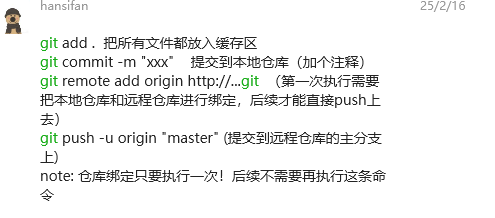 hansifan
25/2/16
git add .  把所有文件都放入缓存区
git commit -m "xxx"    提交到本地仓库（加个注释）
git remote add origin http://...git  （第一次执行需要
把本地仓库和远程仓库进行绑定，后续才能直接push上
去）
git push -u origin "master" (提交到远程仓库的主分支
上)
note: 仓库绑定只要执行一次！后续不需要再执行这条命
令